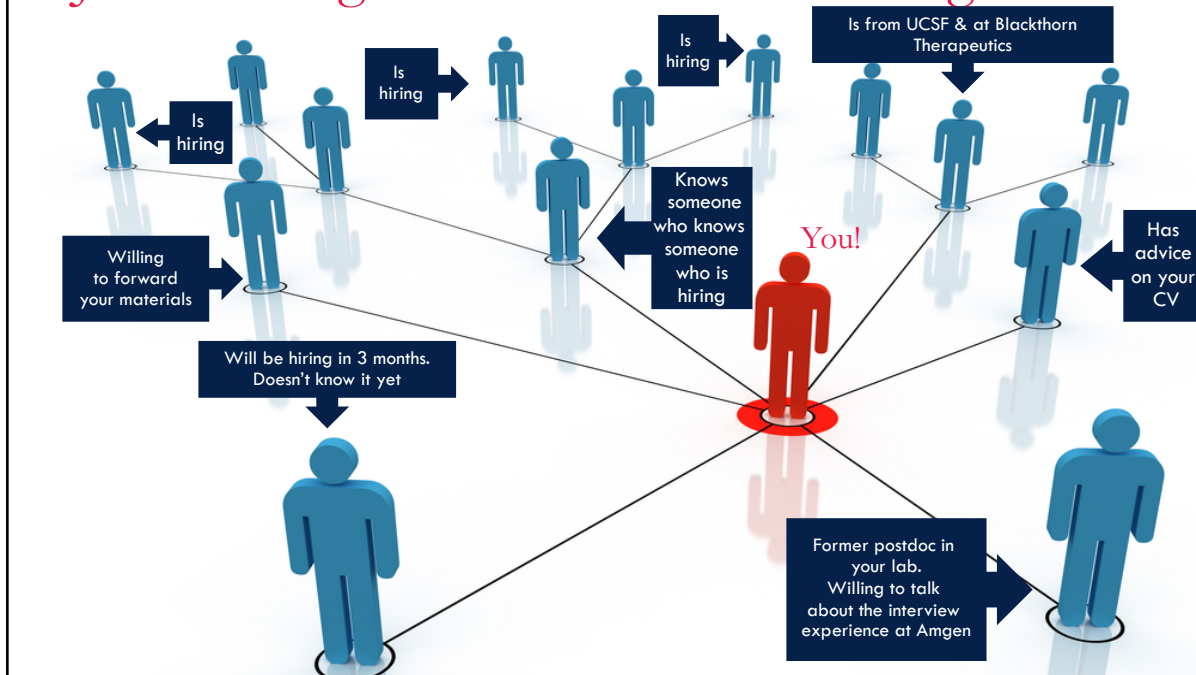 Is from UCSF & at Blackthorn
Therapeutics
Is
hiring
Is
hiring
Is
hiring
Knows
someone
who knows
someone
who is
hiring
You!
Has
advice
on your
CV
Willing
to forward
your materials
Will be hiring in 3 months.
Doesn’t know it yet
Former postdoc in
your lab.
Willing to talk
about the interview
experience at Amgen